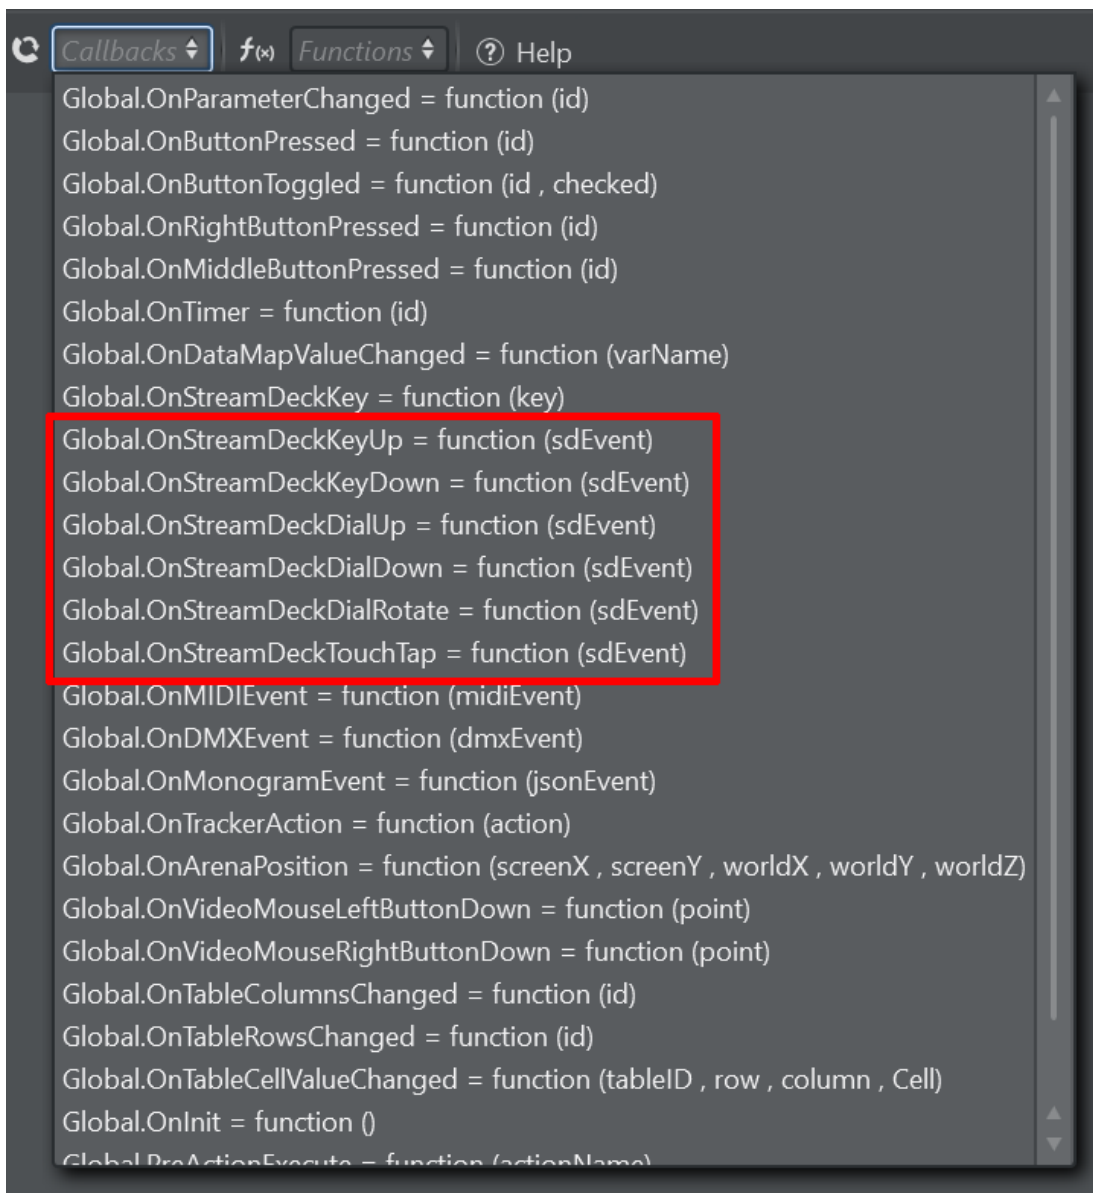 Callbacks f(x) Functions ? Help
Global.OnParameterChanged = function (id)
Global.OnButtonPressed = function (id)
Global.OnButtonToggled = function (id , checked)
Global.OnRightButtonPressed = function (id)
Global.OnMiddleButtonPressed = function (id)
Global.OnTimer = function (id)
Global.OnDataMapValueChanged = function (varName)
Global.OnStreamDeckKey = function (key)
Global.OnStreamDeckKeyUp = function (sdEvent)
Global.OnStreamDeckKeyDown = function (sdEvent)
Global.OnStreamDeckDialUp = function (sdEvent)
Global.OnStreamDeckDialDown = function (sdEvent)
Global.OnStreamDeckDialRotate = function (sdEvent)
Global.OnStreamDeckTouchTap = function (sdEvent)
Global.OnMIDIEvent = function (midiEvent)
Global.OnDMXEvent = function (dmxEvent)
Global.OnMonogramEvent = function (jsonEvent)
Global.OnTrackerAction = function (action)
Global.OnArenaPosition = function (screenX , screenY , worldX , worldY , worldZ)
Global.OnVideoMouseLeftButtonDown = function (point)
Global.OnVideoMouseRightButtonDown = function (point)
Global.OnTableColumnsChanged = function (id)
Global.OnTableRowsChanged = function (id)
Global.OnTableCellValueChanged = function (tableID , row , column , Cell)
Global.OnInit = function ()
Global.PreActionExecute = function (actionName)